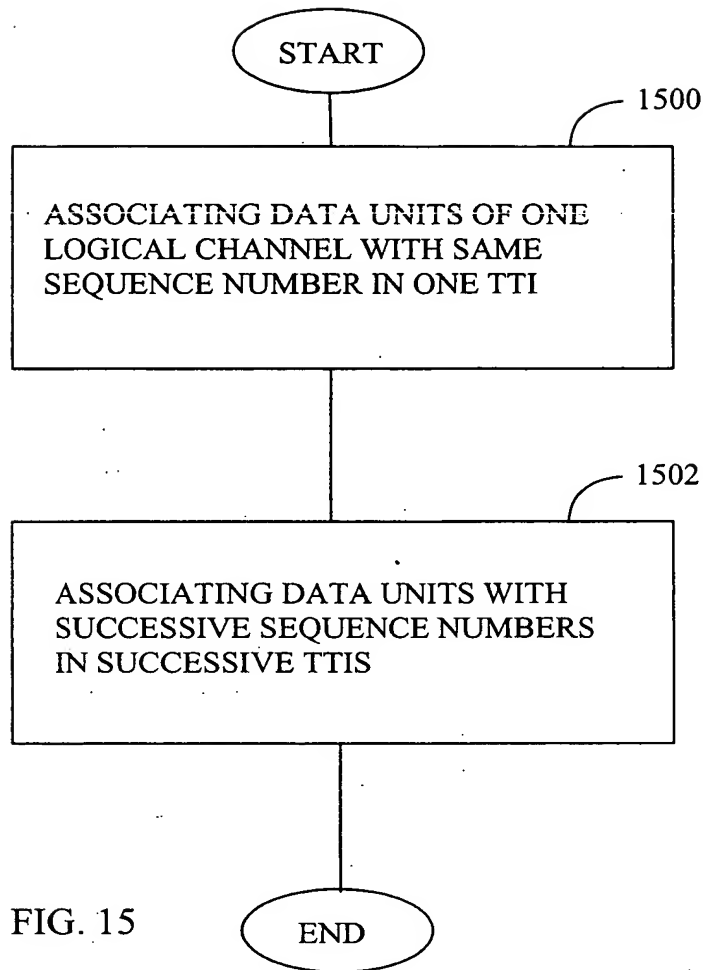 START
1500
ASSOCIATING DATA UNITS OF ONE
LOGICAL CHANNEL WITH SAME
SEQUENCE NUMBER IN ONE TTI
1502
ASSOCIATING DATA UNITS WITH
SUCCESSIVE SEQUENCE NUMBERS
IN SUCCESSIVE TTIS
FIG. 15
END